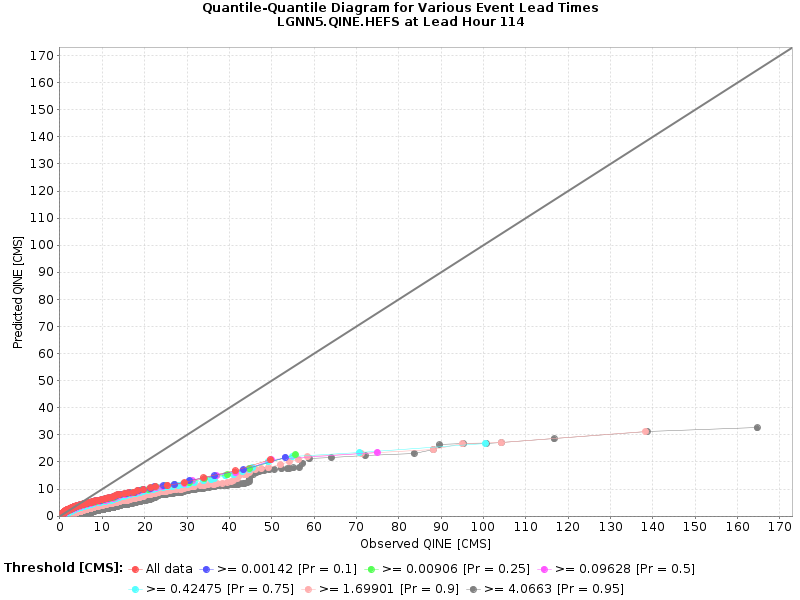 Quantile-Quantile Diagram for Various Event Lead Times
LGNN5.QINE.HEFS at Lead Hour 114
Predicted QINE [CMS]
170
160
150
140
130
120
110
100
90
80
70
60
50
40
30
20
10
0
0 10 20 30 40 50 60 70 80 90 100 110 120 130 140 150 160 170
Observed QINE [CMS]
Threshold [CMS]: All data >= 0.00142 [Pr = 0.1] >= 0.00906 [Pr = 0.25] >= 0.09628 [Pr = 0.5]
>= 0.42475 [Pr = 0.75] >= 1.69901 [Pr = 0.9] >= 4.0663 [Pr = 0.95]